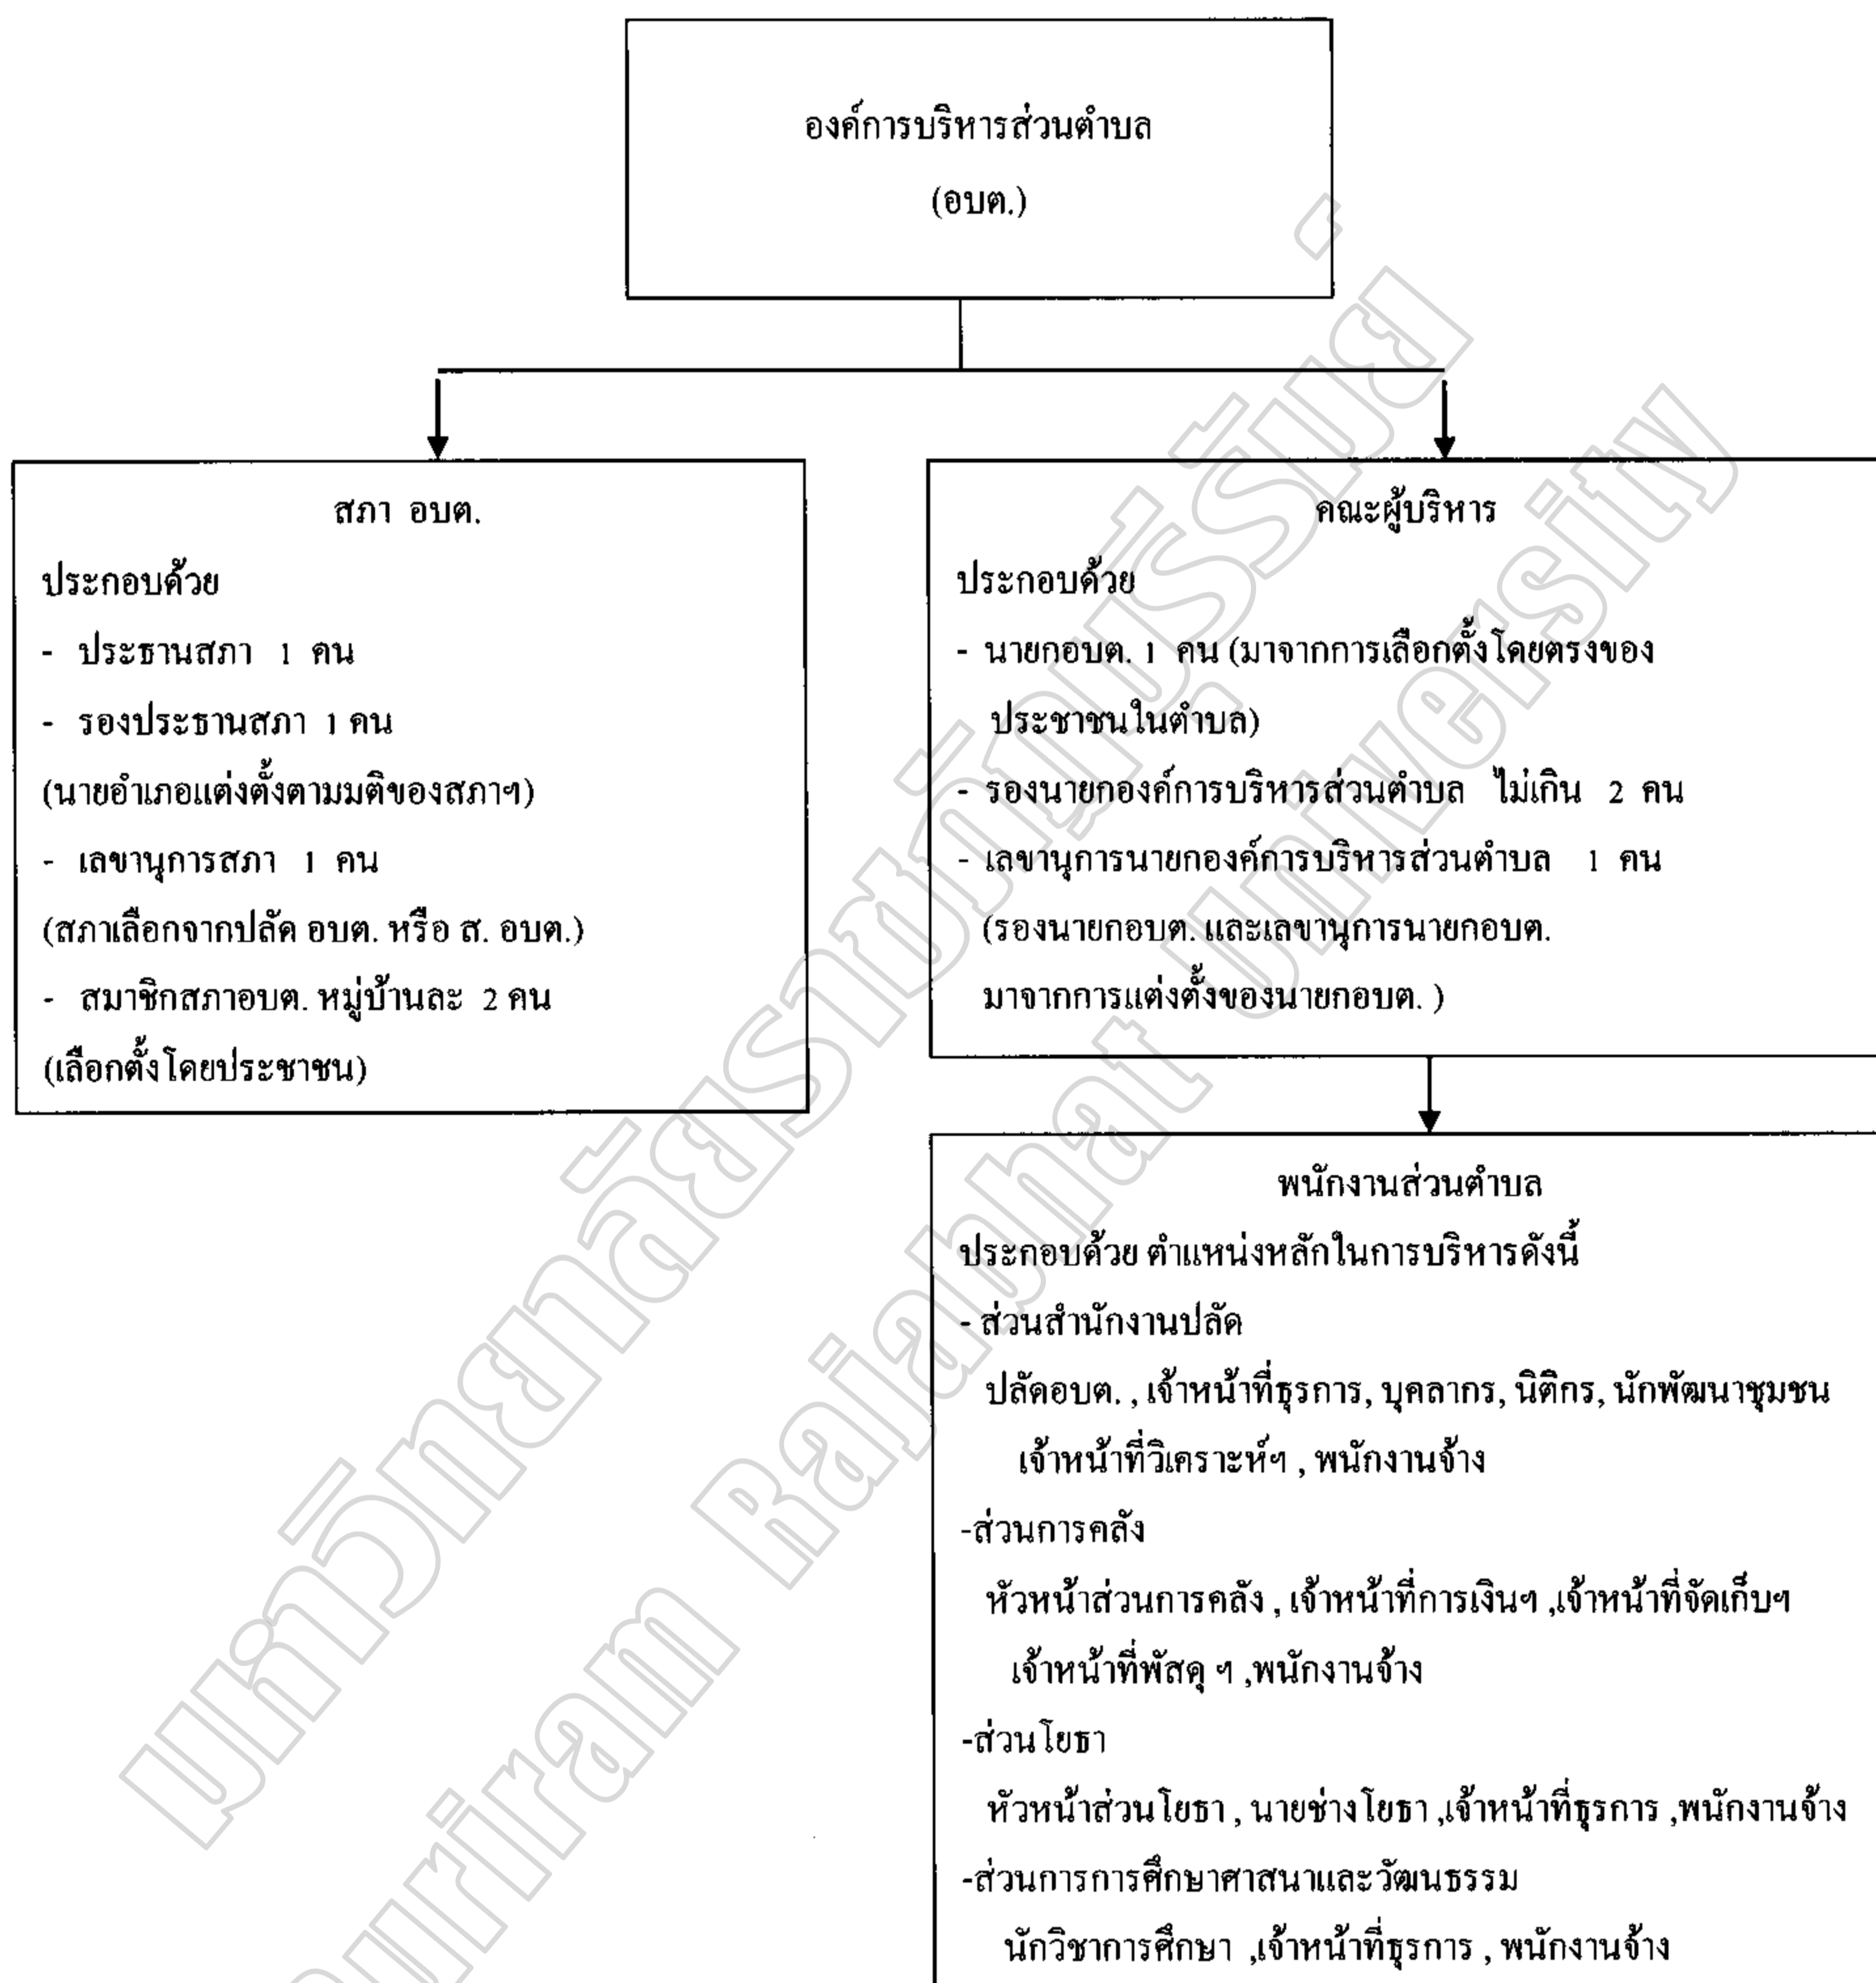 องค์การบริหารส่วนตำบล
(อบต.)
สภา อบต.
ประกอบด้วย
- ประธานสภา 1 คน
- รองประธานสภา 1 คน
(นายอำเภอแต่งตั้งตามมติของสภาฯ)
- เลขานุการสภา 1 คน
(สภาเลือกจากปลัด อบต. หรือ ส. อบต.)
- สมาชิกสภาอบต. หมู่บ้านละ 2 คน
(เลือกตั้งโดยประชาชน)
คณะผู้บริหาร
ประกอบด้วย
- นายกอบต. 1 คน (มาจากการเลือกตั้งโดยตรงของ
ประชาชนในตำบล)
- รองนายกองค์การบริหารส่วนตำบล ไม่เกิน 2 คน
- เลขานุการนายกองค์การบริหารส่วนตำบล 1 คน
(รองนายกอบต. และเลขานุการนายกอบต.
มาจากการแต่งตั้งของนายกอบต. )
พนักงานส่วนตำบล
ประกอบด้วย ตำแหน่งหลักในการบริหารดังนี้
- ส่วนสำนักงานปลัด
ปลัดอบต. , เจ้าหน้าที่ธุรการ, บุคลากร, นิติกร, นักพัฒนาชุมชน
เจ้าหน้าที่วิเคราะห์ฯ , พนักงานจ้าง
-ส่วนการคลัง
หัวหน้าส่วนการคลัง , เจ้าหน้าที่การเงินฯ ,เจ้าหน้าที่จัดเก็บฯ
เจ้าหน้าที่พัสดุ ฯ ,พนักงานจ้าง
-ส่วนโยธา
หัวหน้าส่วนโยธา , นายช่างโยธา ,เจ้าหน้าที่ธุรการ ,พนักงานจ้าง
-ส่วนการการศึกษาศาสนาและวัฒนธรรม
นักวิชาการศึกษา ,เจ้าหน้าที่ธุรการ , พนักงานจ้าง
มหาวิทยาลัยราชภัฏบุรีรัมย์
Buriram Rajabhat University